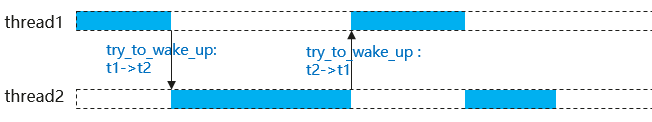 thread1
try_to_wake_up:
t1->t2
try_to_wake_up :
t2->t1
thread2